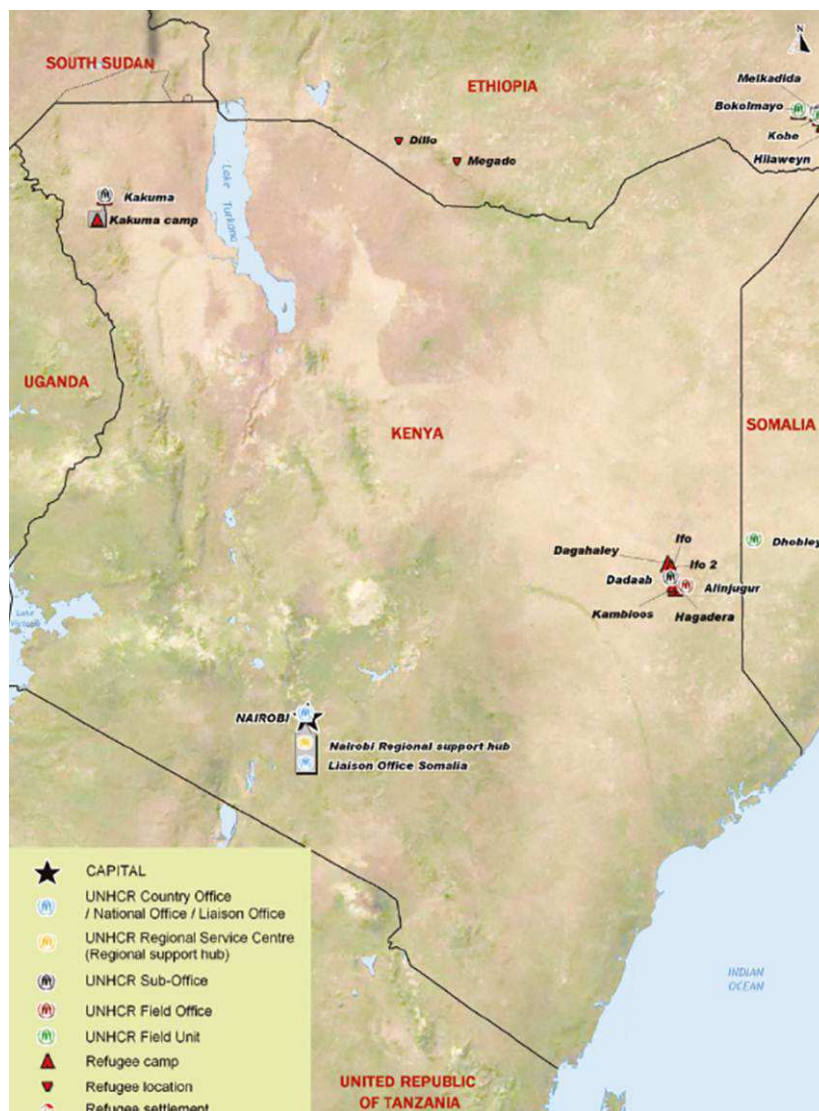 N
SOUTH SUDAN
ETHIOPIA
Melkadida
Bokolmayo
Kobe
Hilaweyn
Dillo
Megado
Lake Turkana
Kakuma
Kakuma camp
UGANDA
KENYA
SOMALIA
Dhobley
Dagahaley
Ifo
Ifo 2
Dadaab
Alinjugur
Kambioos
Hagadera
Lake
Victoria
NAIROBI
Nairobi Regional support hub
Liaison Office Somalia
CAPITAL
UNHCR Country Office
/ National Office / Liaison Office
UNHCR Regional Service Centre
(Regional support hub)
UNHCR Sub-Office
UNHCR Field Office
UNHCR Field Unit
Refugee camp
Refugee location
Refugee settlement
INDIAN
OCEAN
UNITED REPUBLIC
OF TANZANIA